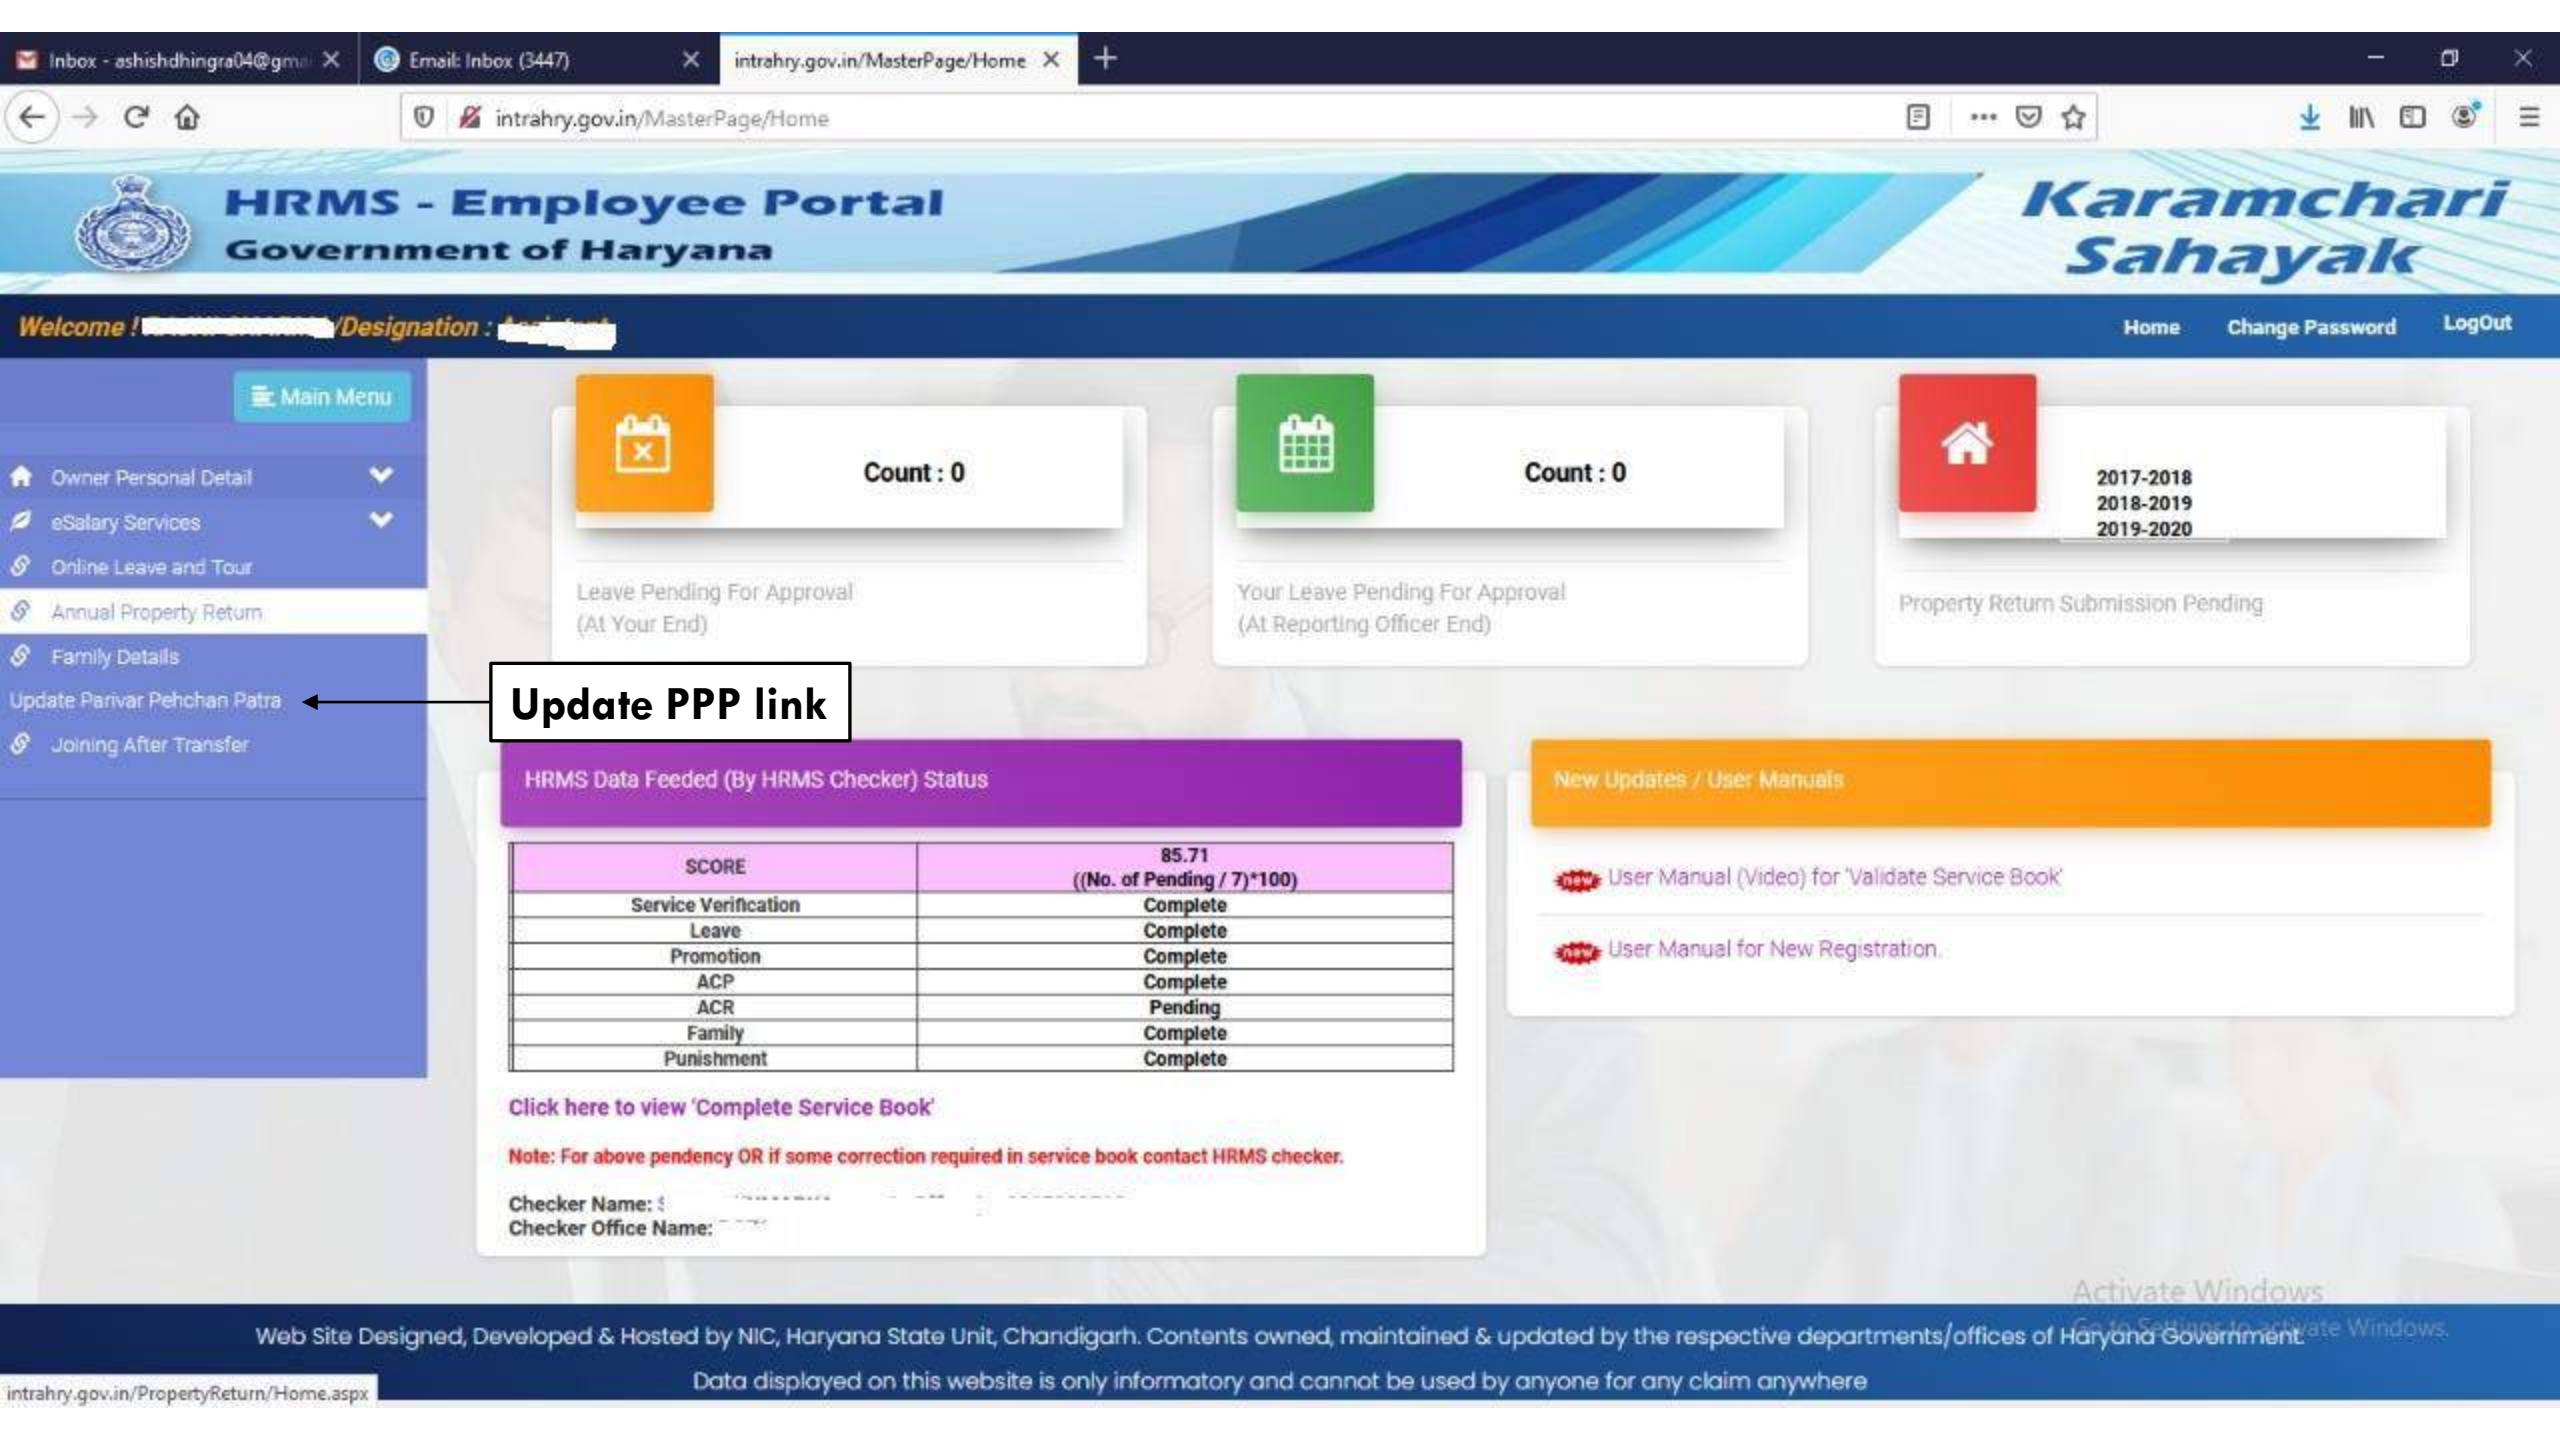 Inbox - ashishdhingra04@gma
Email: Inbox (3447)
intrahry.gov.in/MasterPage/Home
intrahry.gov.in/MasterPage/Home
HRMS - Employee Portal
Government of Haryana
Karamchari
Sahayak
Welcome ! /Designation :
Home Change Password LogOut
Main Menu
Owner Personal Detail
eSalary Services
Online Leave and Tour
Annual Property Return
Family Details
Update Parivar Pehchan Patra
Joining After Transfer
Update PPP link
Count : 0
Leave Pending For Approval
(At Your End)
Count : 0
Your Leave Pending For Approval
(At Reporting Officer End)
2017-2018
2018-2019
2019-2020
Property Return Submission Pending
HRMS Data Feeded (By HRMS Checker) Status
SCORE 85.71
((No. of Pending / 7)*100)
Service Verification Complete
Leave Complete
Promotion Complete
ACP Complete
ACR Pending
Family Complete
Punishment Complete
Click here to view 'Complete Service Book'
Note: For above pendency OR if some correction required in service book contact HRMS checker.
Checker Name:
Checker Office Name:
New Updates / User Manuals
new User Manual (Video) for 'Validate Service Book'
new User Manual for New Registration.
Activate Windows
Go to Settings to activate Windows.
Web Site Designed, Developed & Hosted by NIC, Haryana State Unit, Chandigarh. Contents owned, maintained & updated by the respective departments/offices of Haryana Government.
Data displayed on this website is only informatory and cannot be used by anyone for any claim anywhere
intrahry.gov.in/PropertyReturn/Home.aspx